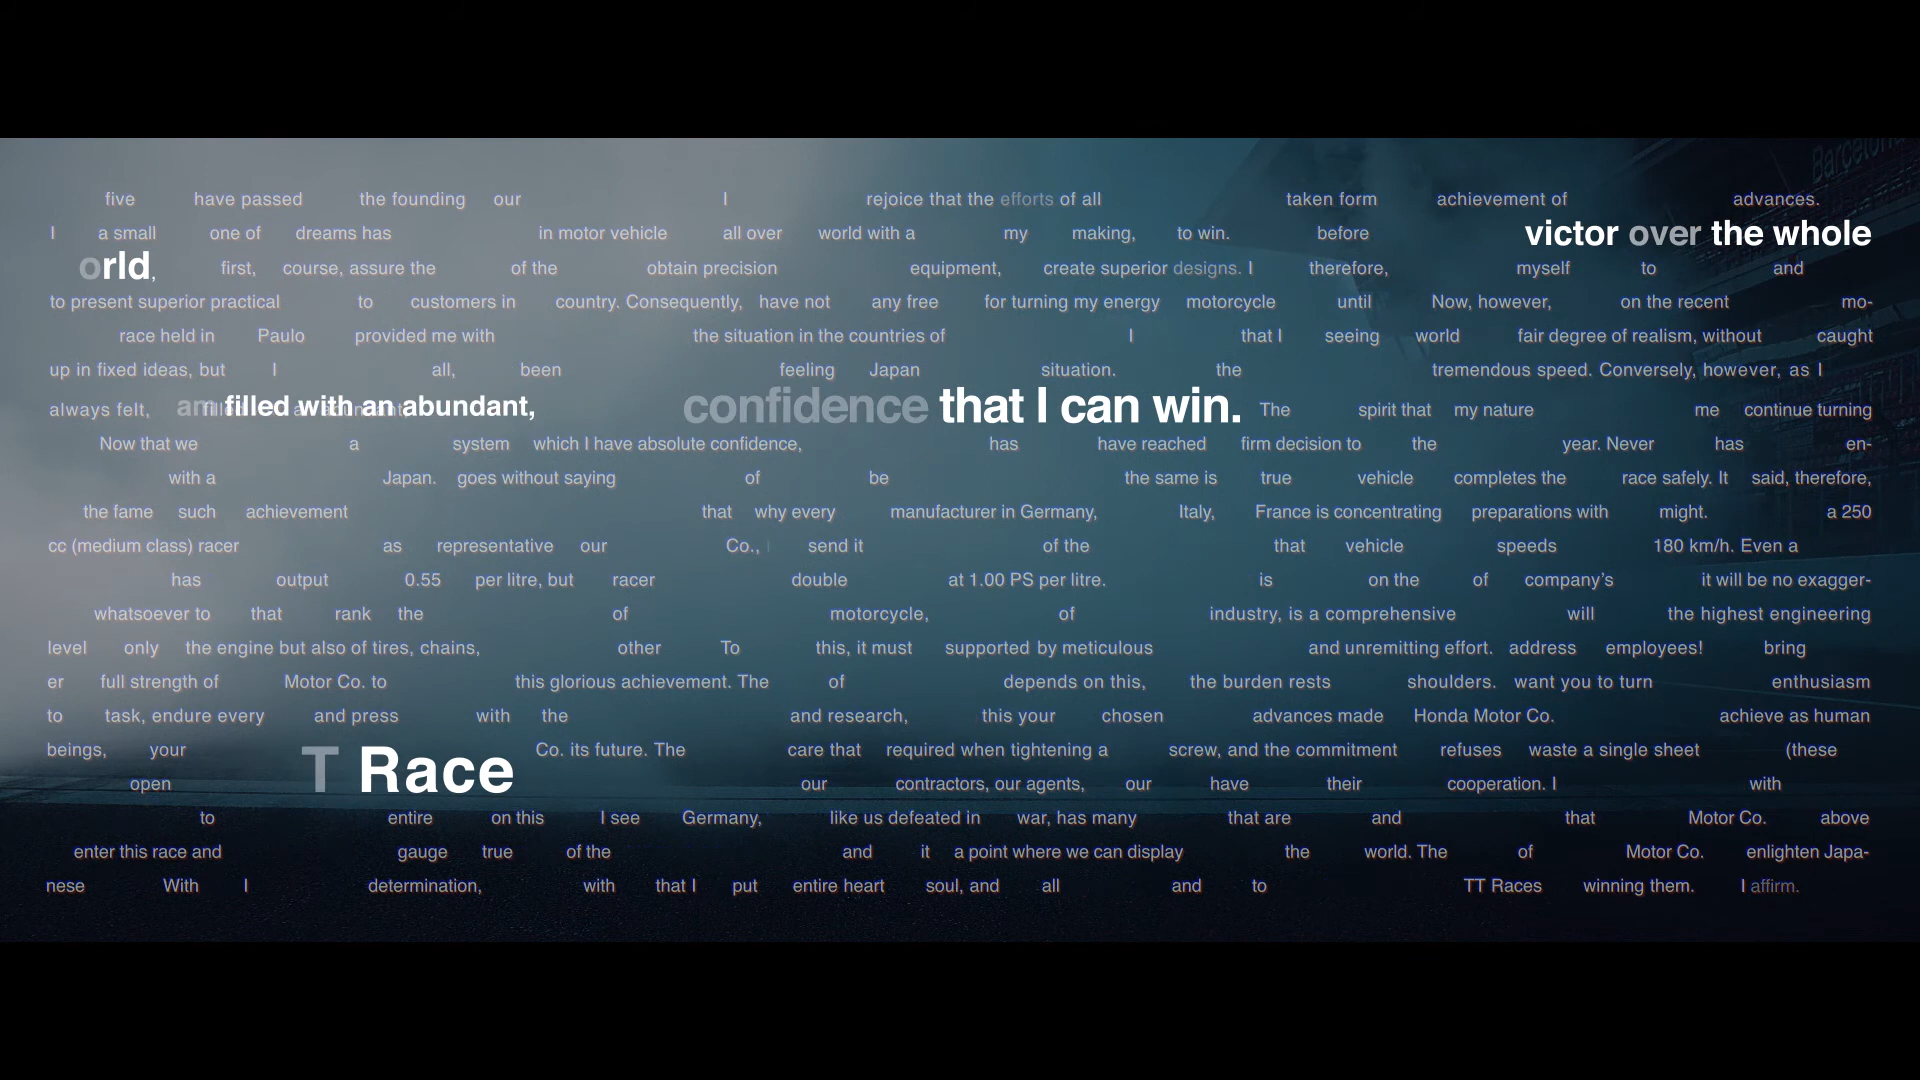 Barcelon
five have passed the founding our I rejoice that the efforts of all taken form achievement of advances.
I a small one of dreams has in motor vehicle all over world with a my making, to win. before victor over the whole
orld, first, course, assure the of the obtain precision equipment, create superior designs. I therefore, myself to and
to present superior practical to customers in country. Consequently, have not any free for turning my energy motorcycle until Now, however, on the recent mo-
race held in Paulo provided me with the situation in the countries of I that I seeing world fair degree of realism, without caught
up in fixed ideas, but I all, been feeling Japan situation. the tremendous speed. Conversely, however, as I
always felt, am filled with an abundant, confidence that I can win. The spirit that my nature me continue turning
Now that we a system which I have absolute confidence, has have reached firm decision to the year. Never has en-
with a Japan. goes without saying of be the same is true vehicle completes the race safely. It said, therefore,
the fame such achievement that why every manufacturer in Germany, Italy, France is concentrating preparations with might. a 250
cc (medium class) racer as representative our Co., send it of the that vehicle speeds 180 km/h. Even a
has output 0.55 per litre, but racer double at 1.00 PS per litre. is on the of company's it will be no exagger-
whatsoever to that rank the of motorcycle, of industry, is a comprehensive will the highest engineering
level only the engine but also of tires, chains, other To this, it must supported by meticulous and unremitting effort. address employees! bring
er full strength of Motor Co. to this glorious achievement. The of depends on this, the burden rests shoulders. want you to turn enthusiasm
to task, endure every and press with the and research, this your chosen advances made Honda Motor Co. achieve as human
beings, your T Race Co. its future. The care that required when tightening a screw, and the commitment refuses waste a single sheet (these
open our contractors, our agents, our have their cooperation. I with
to entire on this I see Germany, like us defeated in war, has many that are and that Motor Co. above
enter this race and gauge true of the and it a point where we can display the world. The of Motor Co. enlighten Japa-
nese With I determination, with that I put entire heart soul, and all and to TT Races winning them. I affirm.